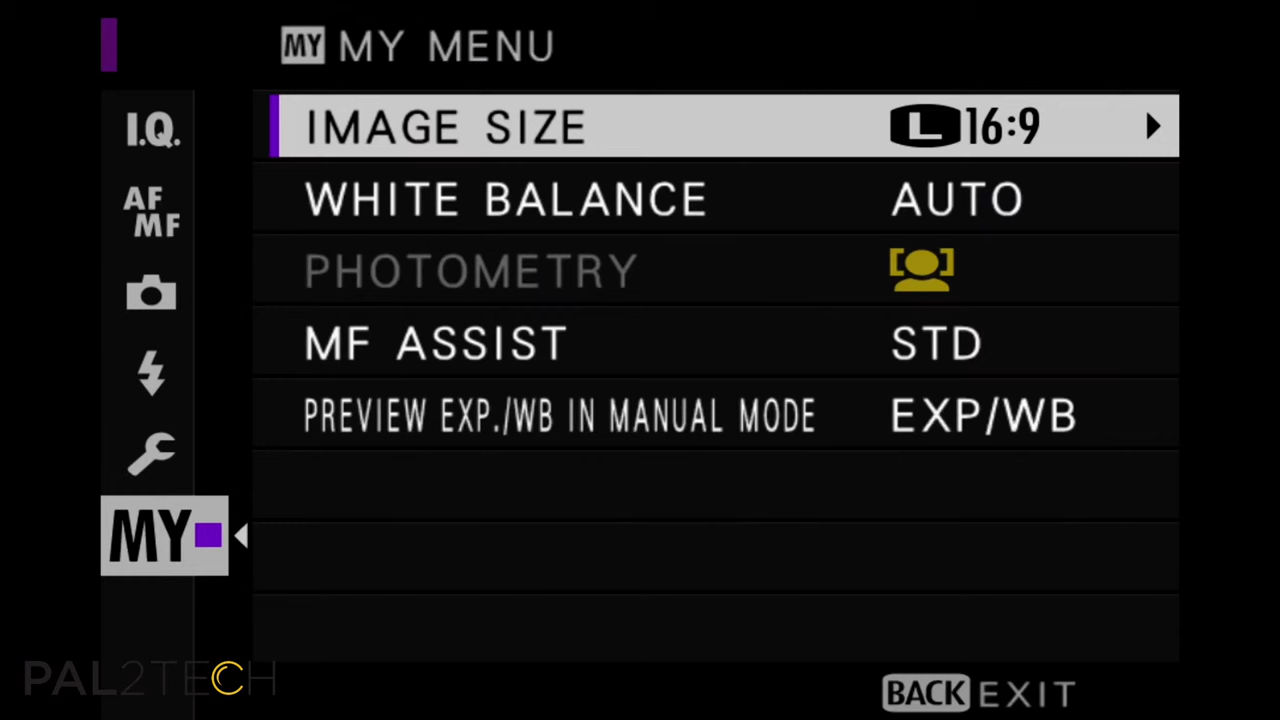 MY MY MENU
I.Q.
IMAGE SIZE L 16:9
WHITE BALANCE AUTO
AF
MF
PHOTOMETRY
MF ASSIST STD
PREVIEW EXP./WB IN MANUAL MODE EXP/WB
MY
PAL2TECH
BACK EXIT